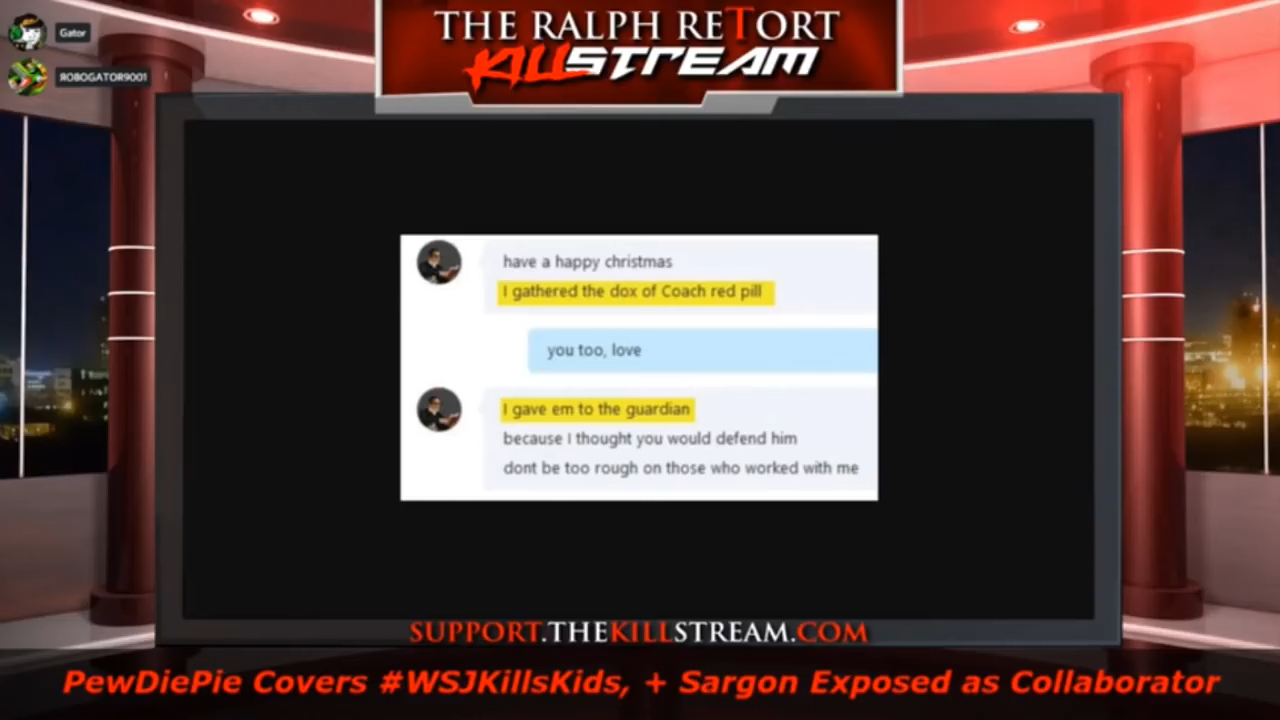 Gator
ROBOGATOR9001
THE RALPH RETORT
KILLSTREAM
have a happy christmas
I gathered the dox of Coach red pill
you too, love
I gave em to the guardian
because I thought you would defend him
dont be too rough on those who worked with me
SUPPORT.THEKILLSTREAM.COM
PewDiePie Covers #WSJKillsKids, + Sargon Exposed as Collaborator